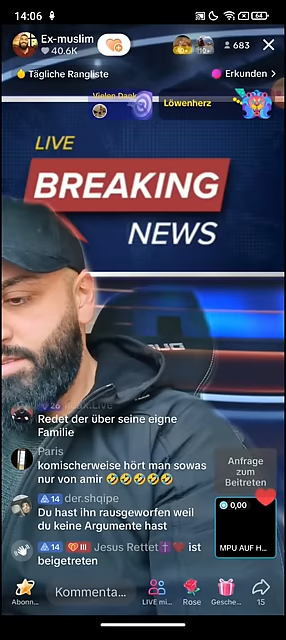 14:06
64
Ex-muslim
40.6K
683
Tägliche Rangliste
Erkunden >
Vielen Dank
Löwenherz
LIVE
BREAKING
NEWS
26
Redet der über seine eigne
Familie
Paris
komischerweise hört man sowas
nur von amir 🤣🤣🤣🤣🤣
14 der.shqipe
Du hast ihn rausgeworfen weil
du keine Argumente hast
14 III Jesus Rettet✝️❤️ ist
beigetreten
Anfrage
zum
Beitreten
0,00
MPU AUF H...
Kommenta...
Abonn...
LIVE mi...
Rose
Gesche...
15